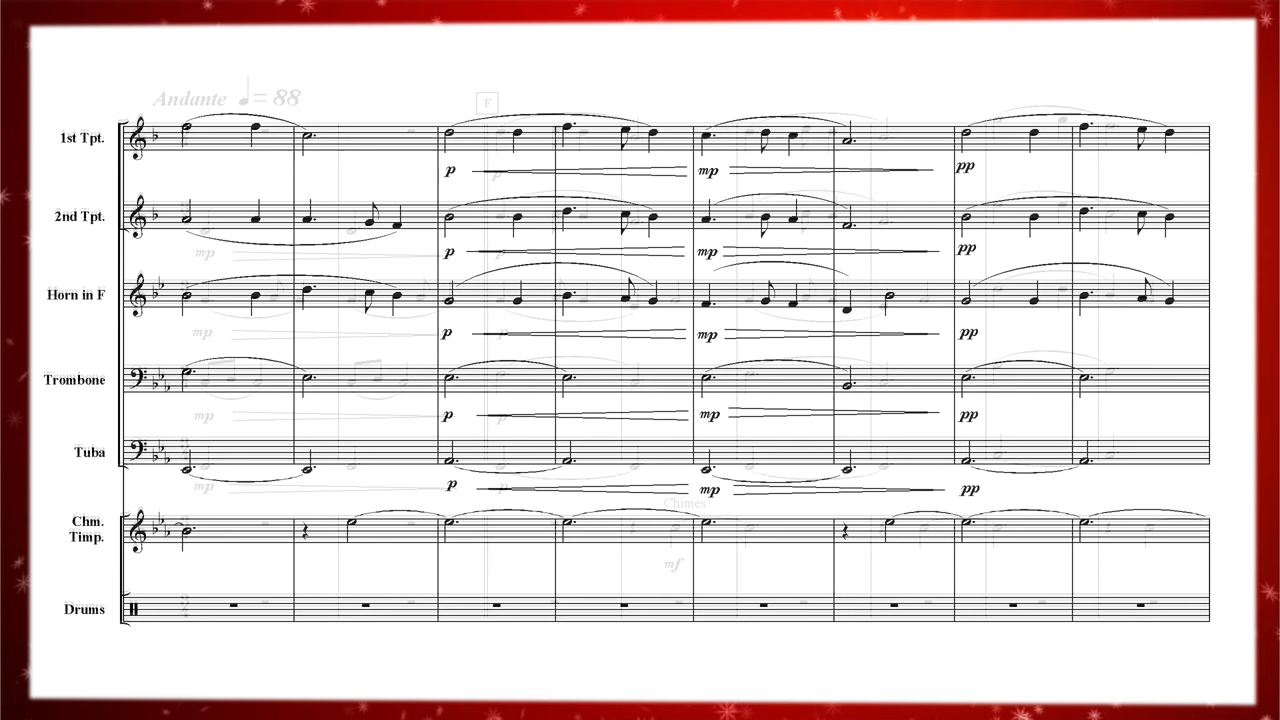 Andante = 88
F
1st Tpt.
p mp pp
2nd Tpt.
mp p mp pp
Horn in F
mp p mp pp
Trombone
mp p mp pp
Tuba
mp p mp pp
Chimes
Chm.
Timp.
mf
Drums